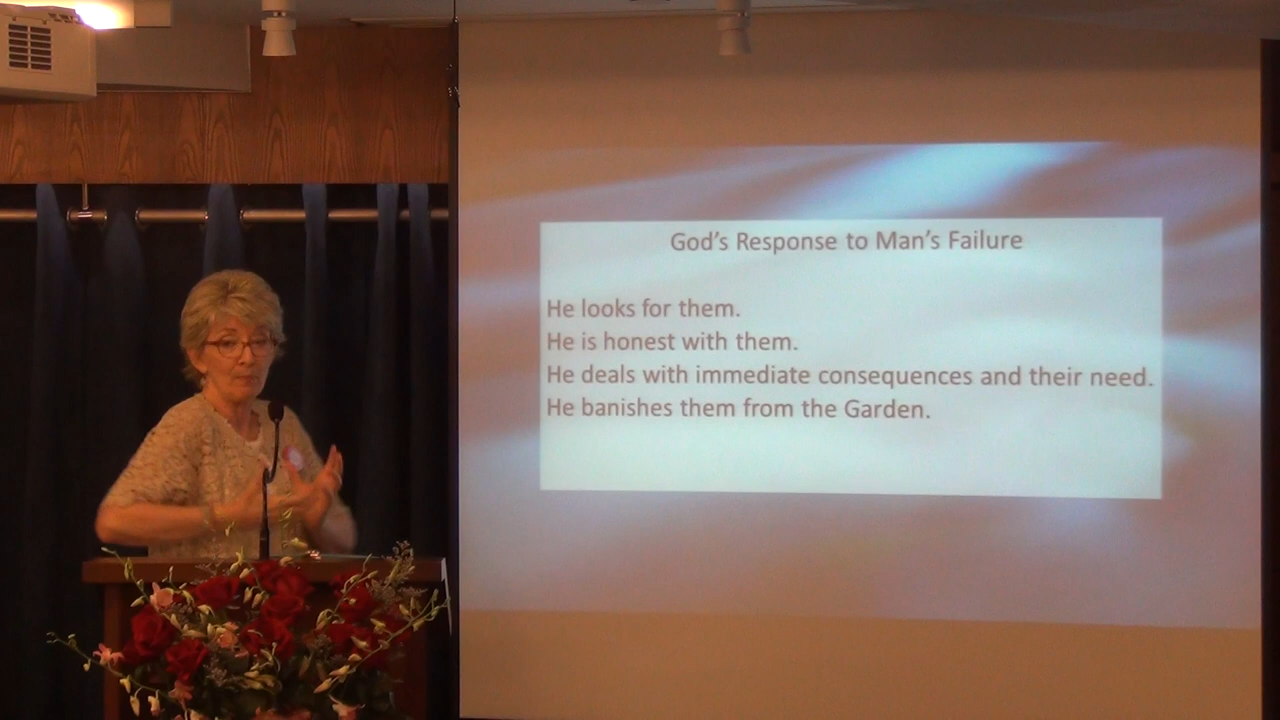 God's Response to Man's Failure
He looks for them.
He is honest with them.
He deals with immediate consequences and their need.
He banishes them from the Garden.